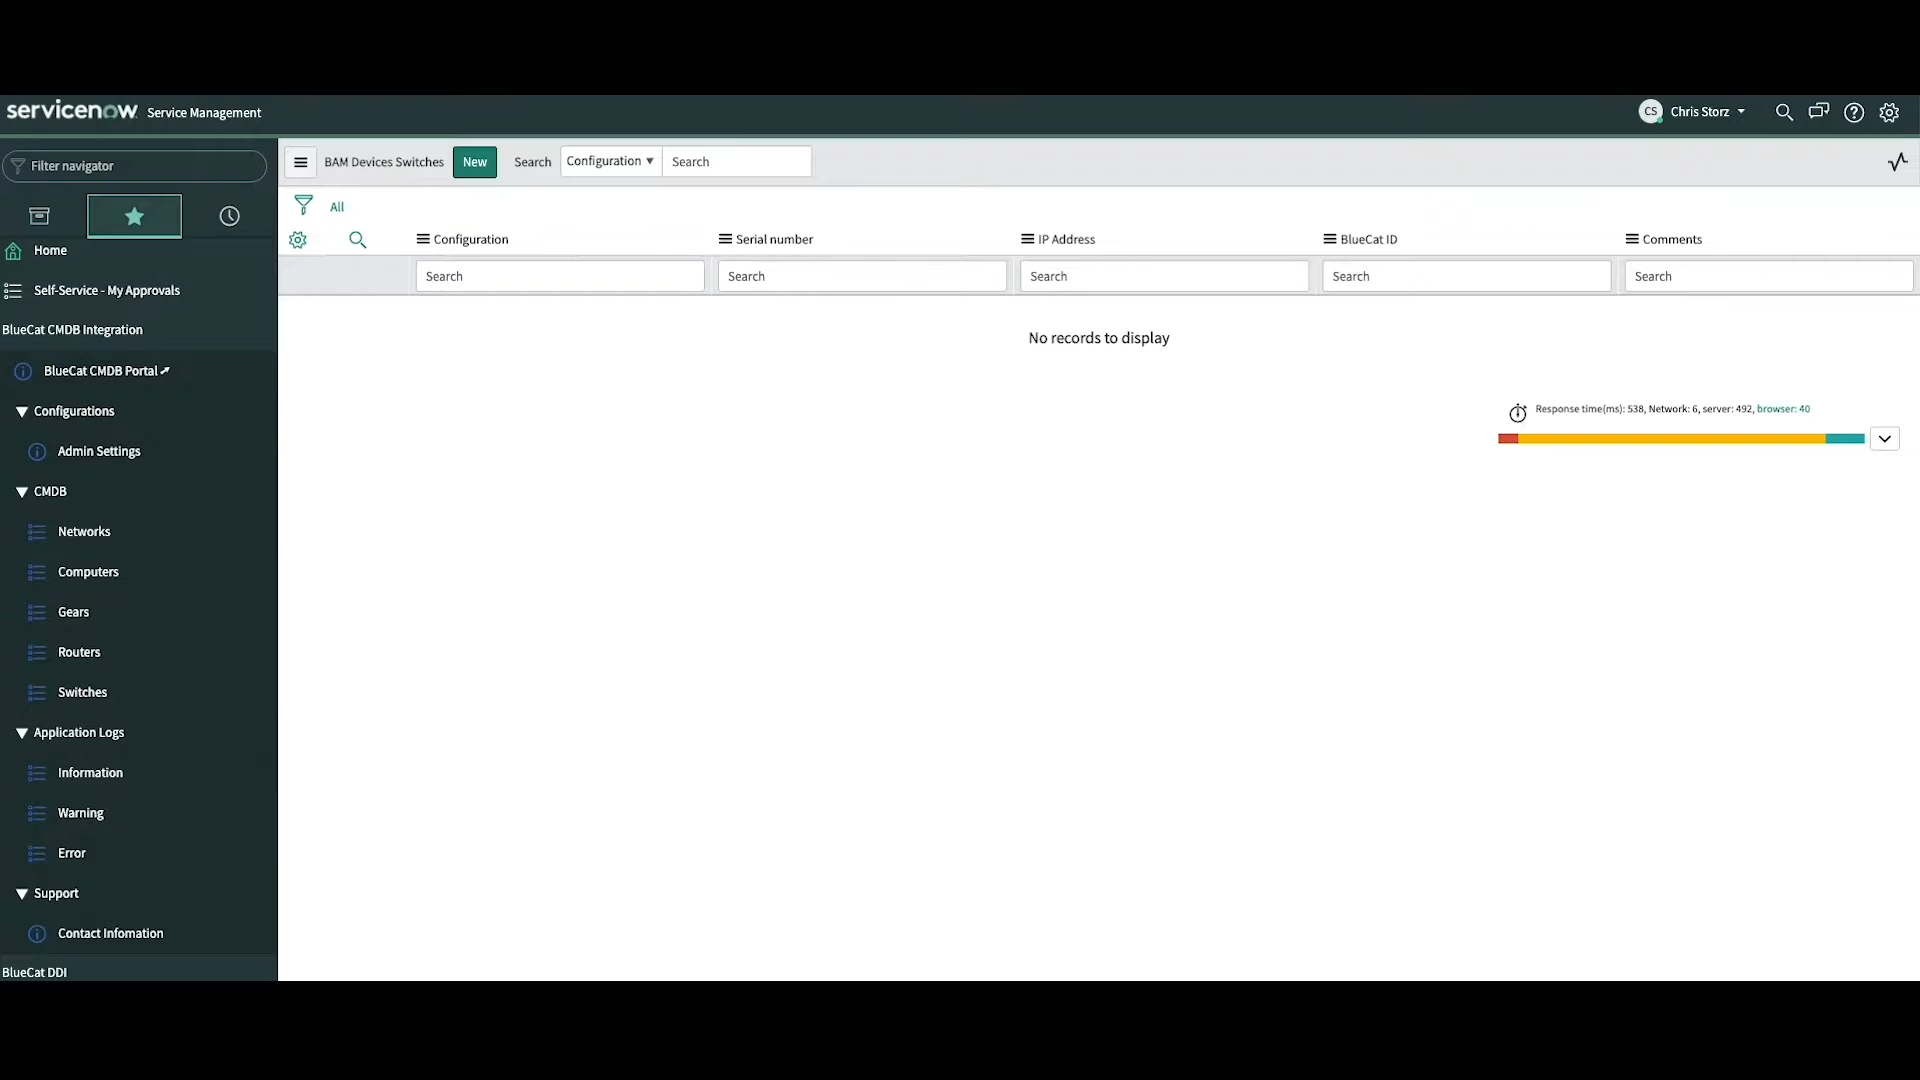 servicenow Service Management
CS Chris Storz
Filter navigator
Home
Self-Service - My Approvals
BlueCat CMDB Integration
BlueCat CMDB Portal
Configurations
Admin Settings
CMDB
Networks
Computers
Gears
Routers
Switches
Application Logs
Information
Warning
Error
Support
Contact Infomation
BlueCat DDI
BAM Devices Switches New Search Configuration Search
All
Configuration Serial number IP Address BlueCat ID Comments
Search Search Search Search Search
No records to display
Response time(ms): 538, Network: 6, server: 492, browser: 40